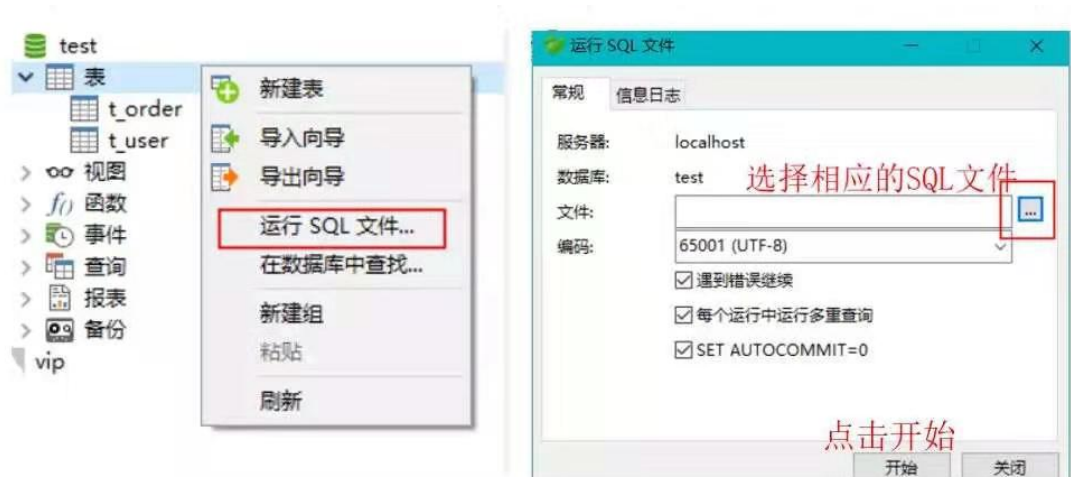 test
表
t_order
t_user
视图
函数
事件
查询
报表
备份
vip
新建表
导入向导
导出向导
运行 SQL 文件...
在数据库中查找...
新建组
粘贴
刷新
运行 SQL 文件
常规 信息日志
服务器: localhost
数据库: test
选择相应的SQL文件
文件: ...
编码: 65001 (UTF-8)
遇到错误继续
每个运行中运行多重查询
SET AUTOCOMMIT=0
点击开始
开始 关闭